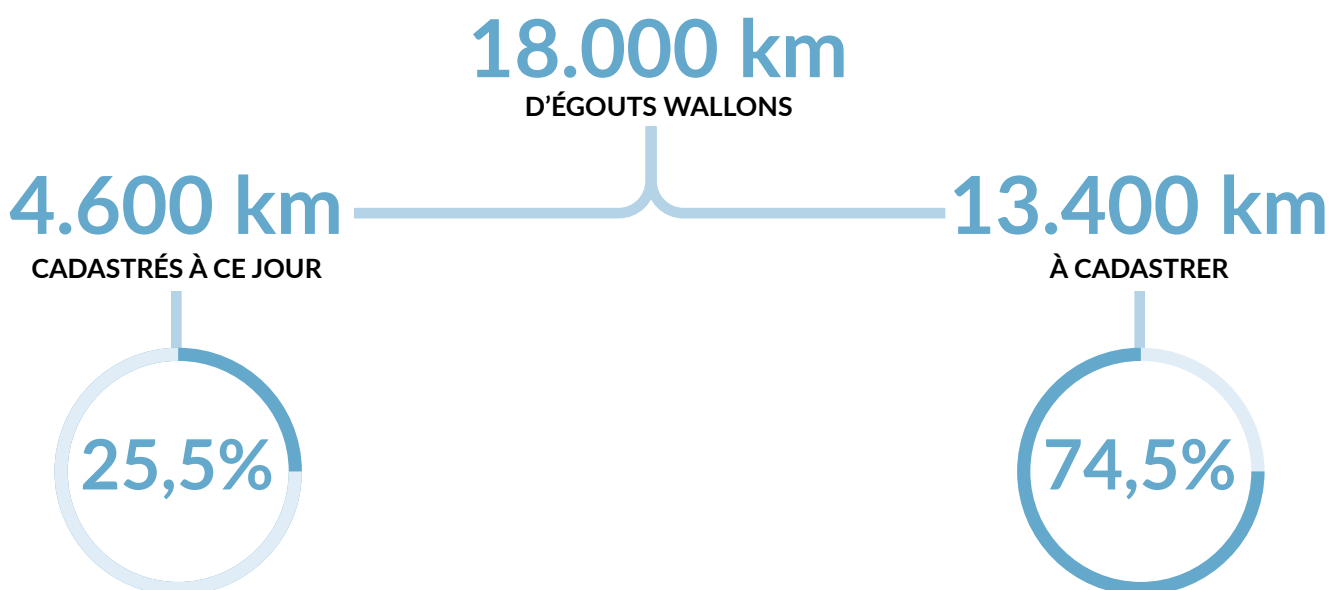 18.000 km
D’ÉGOUTS WALLONS
4.600 km
CADASTRÉS À CE JOUR
25,5%
13.400 km
À CADASTRER
74,5%